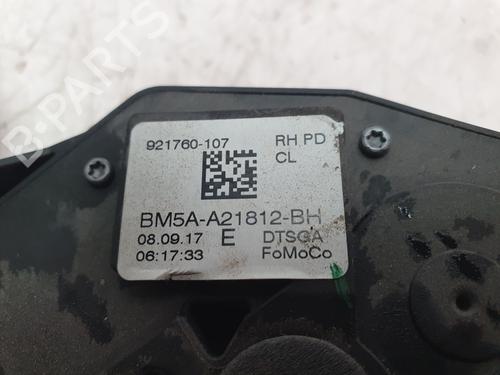 921760-107 RH PD
CL
BM5A-A21812-BH
08.09.17 E DTSGA
06:17:33 FoMoCo
B-PARTS